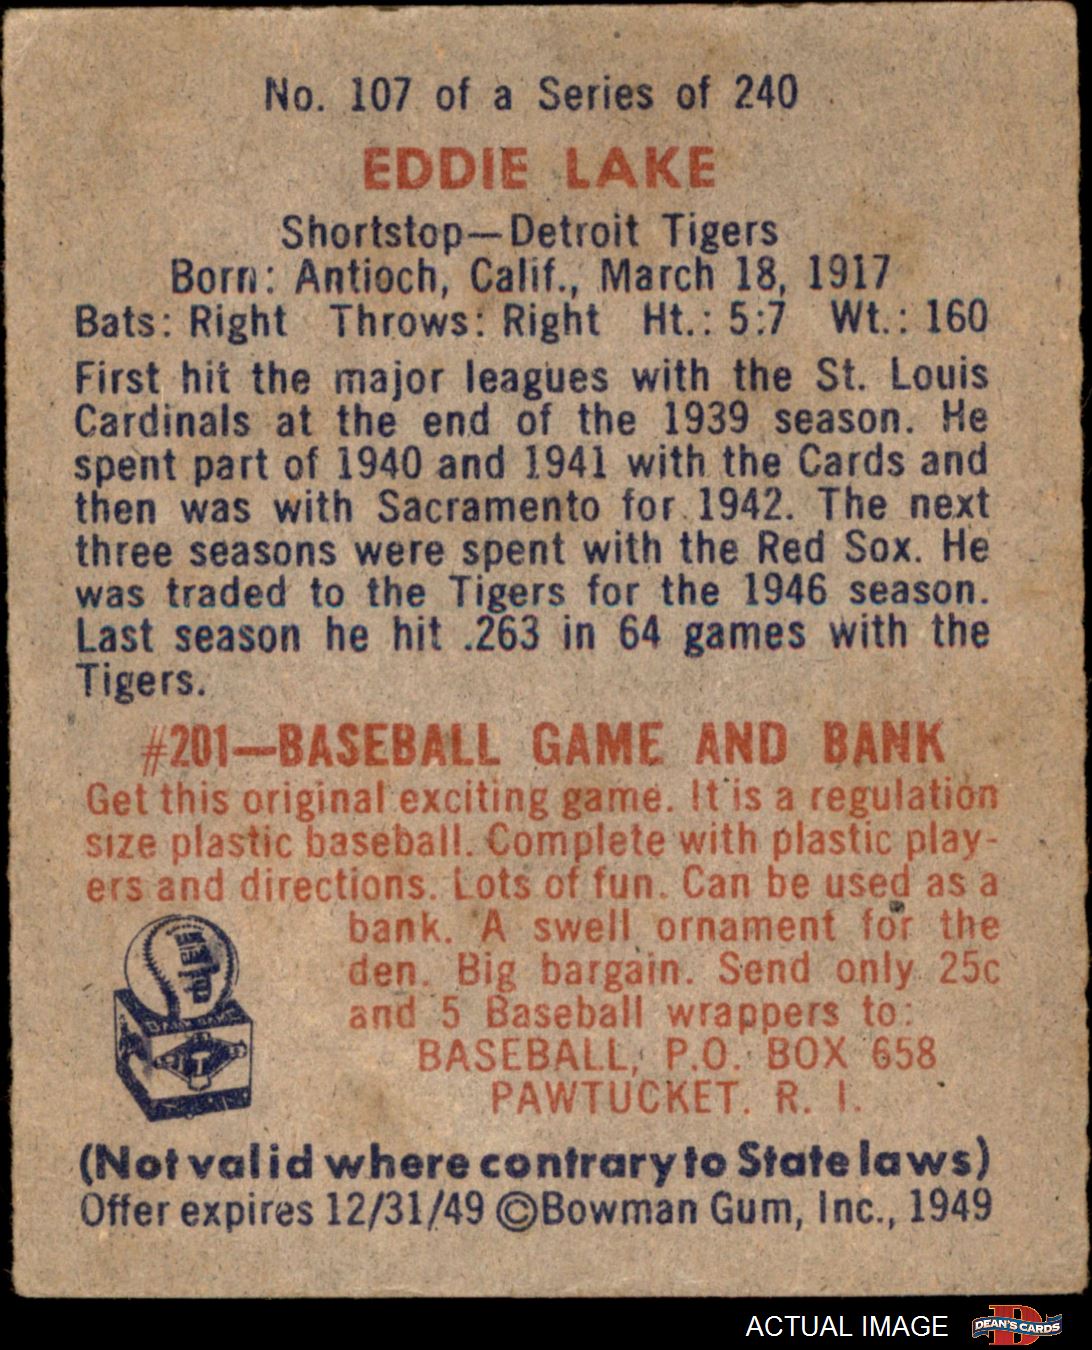 No. 107 of a Series of 240
EDDIE LAKE
Shortstop—Detroit Tigers
Born: Antioch, Calif., March 18, 1917
Bats: Right Throws: Right Ht.: 5:7 Wt.: 160
First hit the major leagues with the St. Louis
Cardinals at the end of the 1939 season. He
spent part of 1940 and 1941 with the Cards and
then was with Sacramento for 1942. The next
three seasons were spent with the Red Sox. He
was traded to the Tigers for the 1946 season.
Last season he hit .263 in 64 games with the
Tigers.
#201—BASEBALL GAME AND BANK
Get this original exciting game. It is a regulation
size plastic baseball. Complete with plastic play-
ers and directions. Lots of fun. Can be used as a
bank. A swell ornament for the
den. Big bargain. Send only 25c
and 5 Baseball wrappers to:
BASEBALL, P.O. BOX 658
PAWTUCKET. R. I.
(Not valid where contrary to State laws)
Offer expires 12/31/49 ©Bowman Gum, Inc., 1949
ACTUAL IMAGE
DEAN'S CARDS